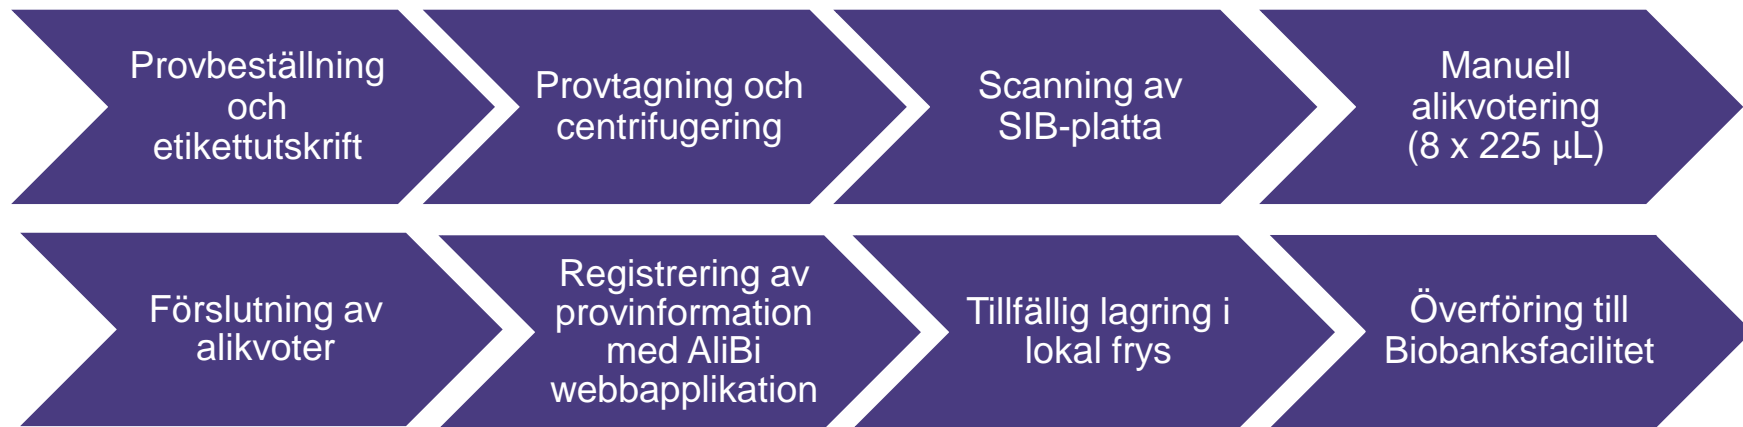 Provbeställning
och
etikettutskrift
Provtagning och
centrifugering
Scanning av
SIB-platta
Manuell
alikvotering
(8 x 225 µL)
Förslutning av
alikvoter
Registrering av
provinformation
med AliBi
webbapplikation
Tillfällig lagring i
lokal frys
Överföring till
Biobanksfacilitet